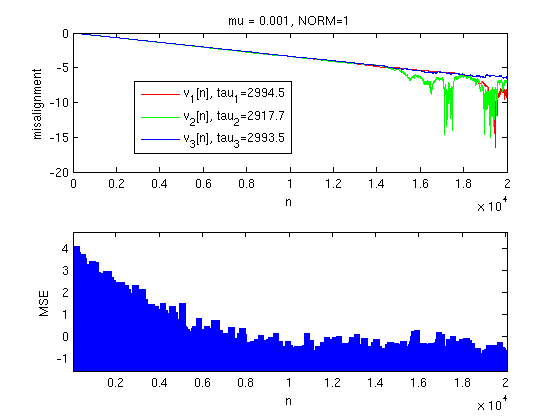 mu = 0.001, NORM=1
0
-5
-10
-15
-20
misalignment
v1[n], tau1=2994.5
v2[n], tau2=2917.7
v3[n], tau3=2993.5
0 0.2 0.4 0.6 0.8 1 1.2 1.4 1.6 1.8 2
n
× 10^4
4
3
2
1
0
-1
MSE
0.2 0.4 0.6 0.8 1 1.2 1.4 1.6 1.8 2
n
× 10^4